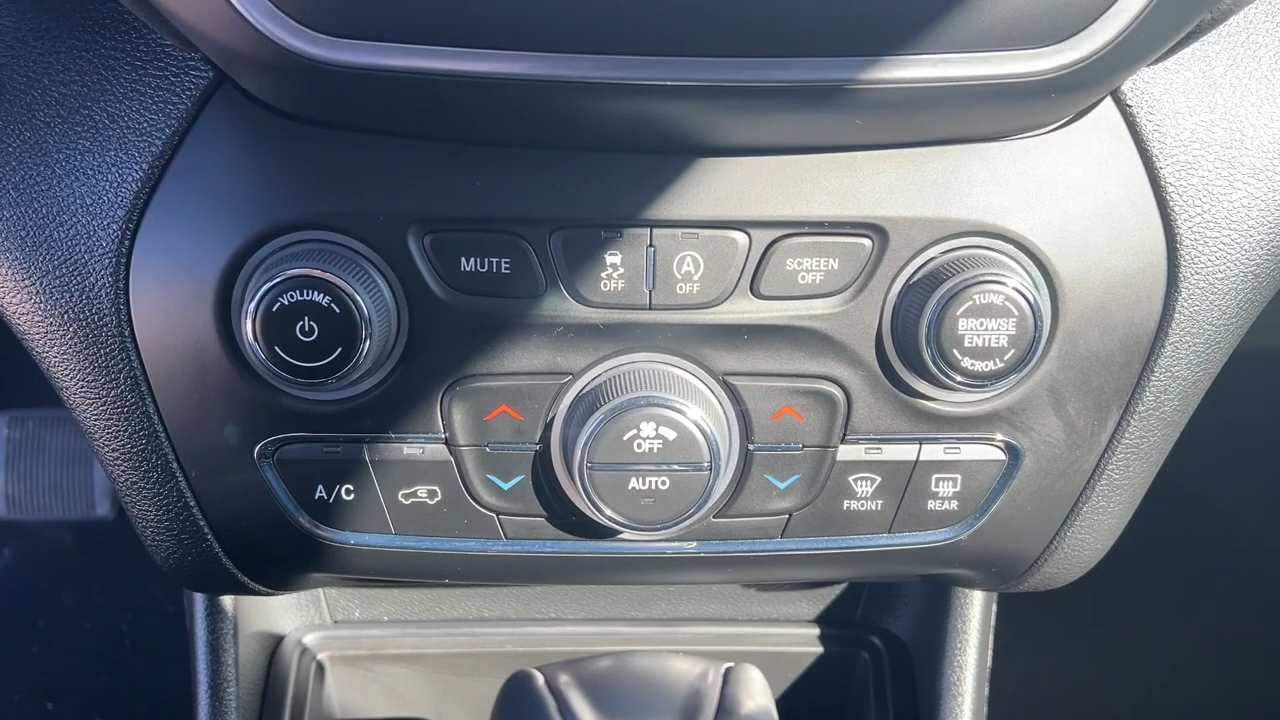 MUTE
OFF
A
OFF
SCREEN
OFF
VOLUME
TUNE
BROWSE
ENTER
SCROLL
OFF
AUTO
A/C
FRONT
REAR